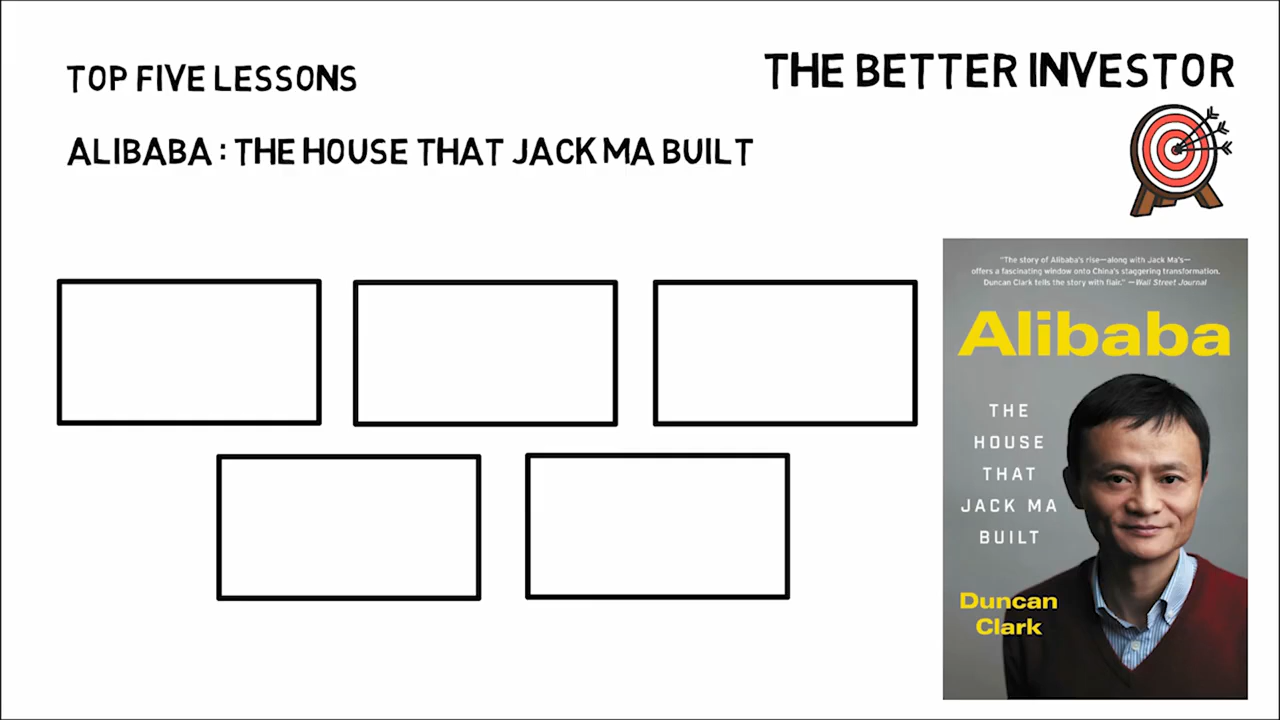 TOP FIVE LESSONS
THE BETTER INVESTOR
ALIBABA : THE HOUSE THAT JACK MA BUILT
"The story of Alibaba's rise—along with Jack Ma's—
offers a fascinating window onto China's staggering transformation.
Duncan Clark tells the story with flair." —Wall Street Journal
Alibaba
THE
HOUSE
THAT
JACK MA
BUILT
Duncan
Clark